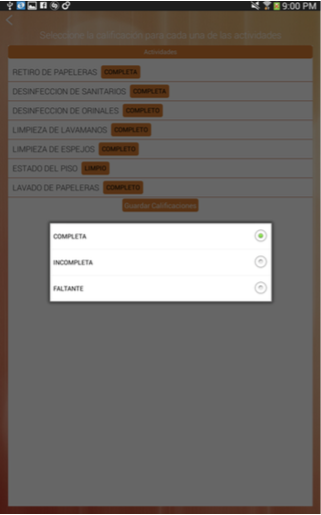 9:00 PM
Seleccione la calificación para cada uno de las actividades
Actividades
RETIRO DE PAPELERAS COMPLETA
DESINFECCION DE SANITARIOS COMPLETA
DESINFECCION DE ORINALES COMPLETO
LIMPIEZA DE LAVAMANOS COMPLETO
LIMPIEZA DE ESPEJOS COMPLETO
ESTADO DEL PISO LIMPIO
LAVADO DE PAPELERAS COMPLETO
Guardar Calificaciones
COMPLETA
INCOMPLETA
FALTANTE